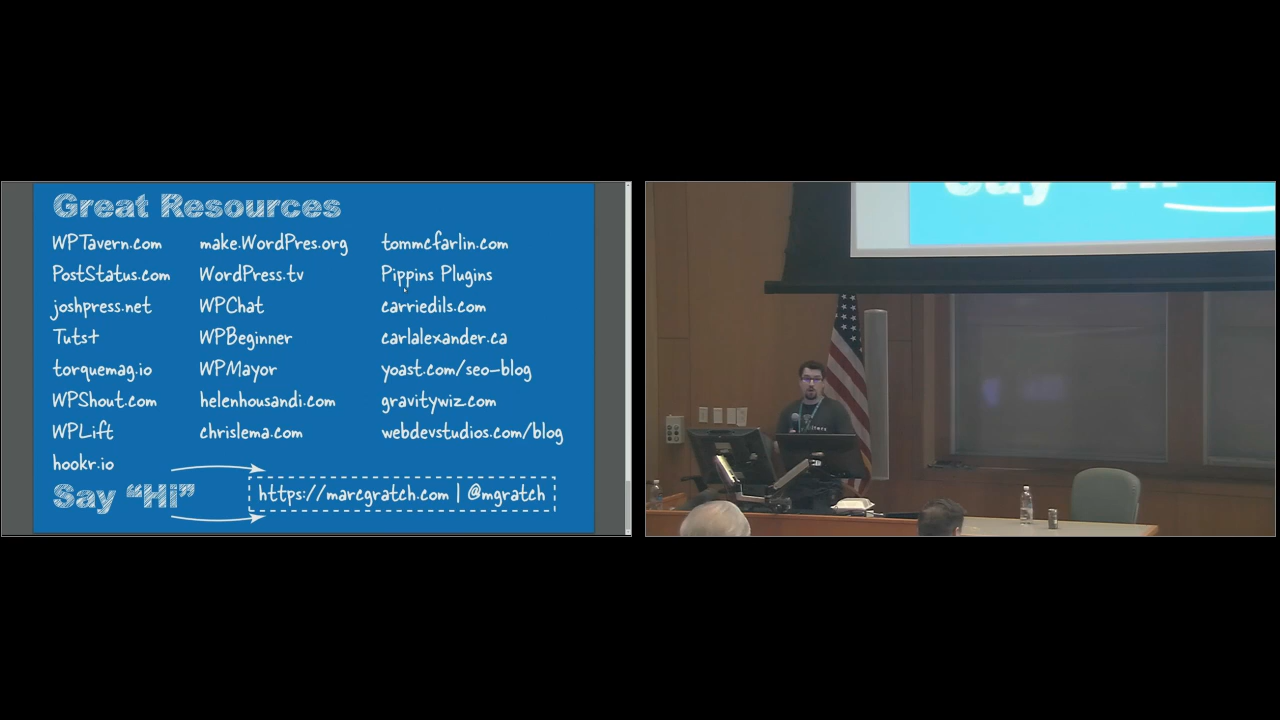 Great Resources
WPTavern.com
PostStatus.com
joshpress.net
Tuts+
torquemag.io
WPShout.com
WPLift
hookr.io
make.WordPres.org
WordPress.tv
WPChat
WPBeginner
WPMayor
helenhousandi.com
chrislema.com
tommcfarlin.com
Pippins Plugins
carriedils.com
carlalexander.ca
yoast.com/seo-blog
gravitywiz.com
webdevstudios.com/blog
Say “Hi”
https://marcgratch.com | @mgratch
Say "Hi"